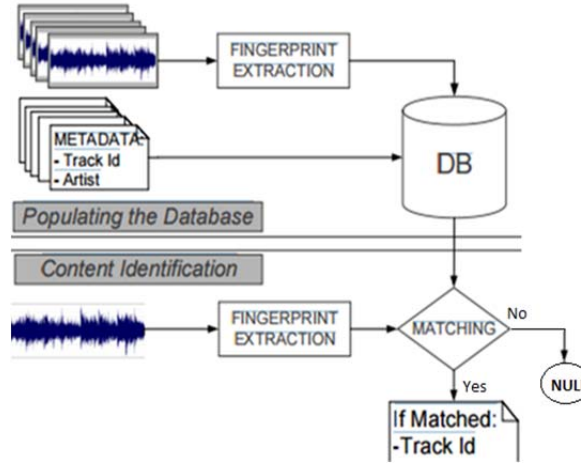 FINGERPRINT
EXTRACTION
METADATA:
- Track Id
- Artist
DB
Populating the Database
Content Identification
FINGERPRINT
EXTRACTION
MATCHING
No
NUL
Yes
If Matched:
-Track Id